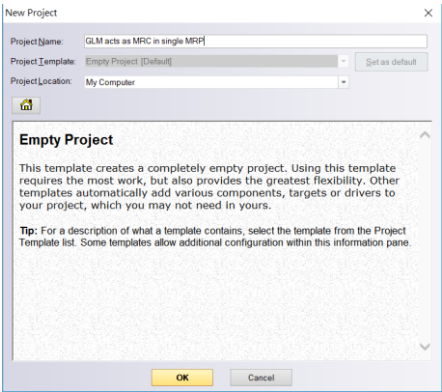 New Project
Project Name: GLM acts as MRC in single MRP
Project Template: Empty Project [Default] Set as default
Project Location: My Computer
Empty Project
This template creates a completely empty project. Using this template
requires the most work, but also provides the greatest flexibility. Other
templates automatically add various components, targets or drivers to
your project, which you may not need in yours.
Tip: For a description of what a template contains, select the template from the Project
Template list. Some templates allow additional configuration within this information pane.
OK Cancel